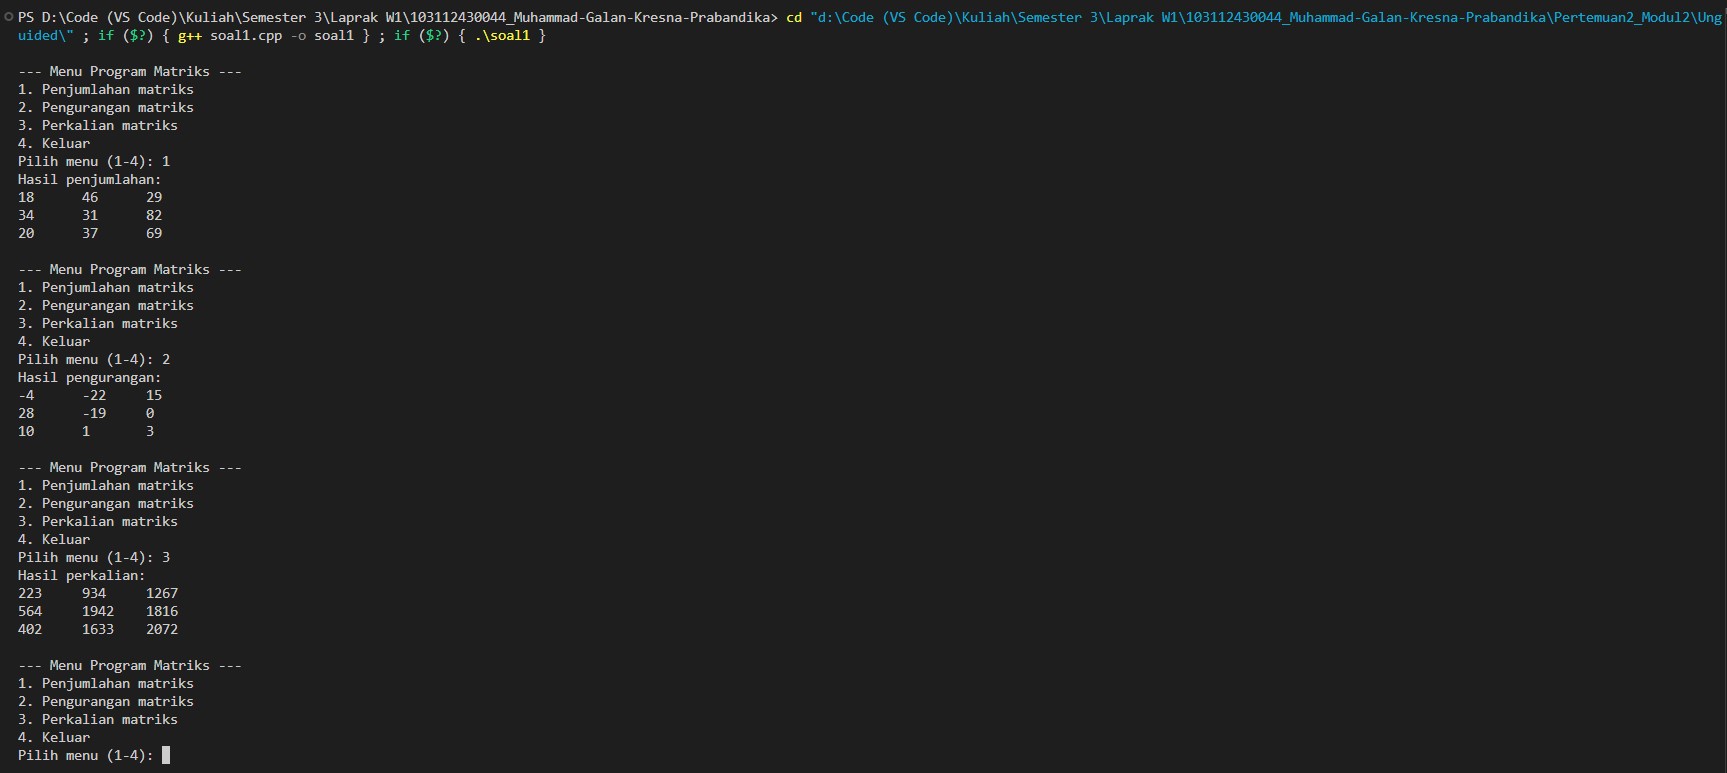 PS D:\Code (VS Code)\Kuliah\Semester 3\Laprak W1\103112430044_Muhammad-Galan-Kresna-Prabandika> cd "d:\Code (VS Code)\Kuliah\Semester 3\Laprak W1\103112430044_Muhammad-Galan-Kresna-Prabandika\Pertemuan2_Modul2\Ung
uided\" ; if ($?) { g++ soal1.cpp -o soal1 } ; if ($?) { .\soal1 }
--- Menu Program Matriks ---
1. Penjumlahan matriks
2. Pengurangan matriks
3. Perkalian matriks
4. Keluar
Pilih menu (1-4): 1
Hasil penjumlahan:
18 46 29
34 31 82
20 37 69
--- Menu Program Matriks ---
1. Penjumlahan matriks
2. Pengurangan matriks
3. Perkalian matriks
4. Keluar
Pilih menu (1-4): 2
Hasil pengurangan:
-4 -22 15
28 -19 0
10 1 3
--- Menu Program Matriks ---
1. Penjumlahan matriks
2. Pengurangan matriks
3. Perkalian matriks
4. Keluar
Pilih menu (1-4): 3
Hasil perkalian:
223 934 1267
564 1942 1816
402 1633 2072
--- Menu Program Matriks ---
1. Penjumlahan matriks
2. Pengurangan matriks
3. Perkalian matriks
4. Keluar
Pilih menu (1-4):